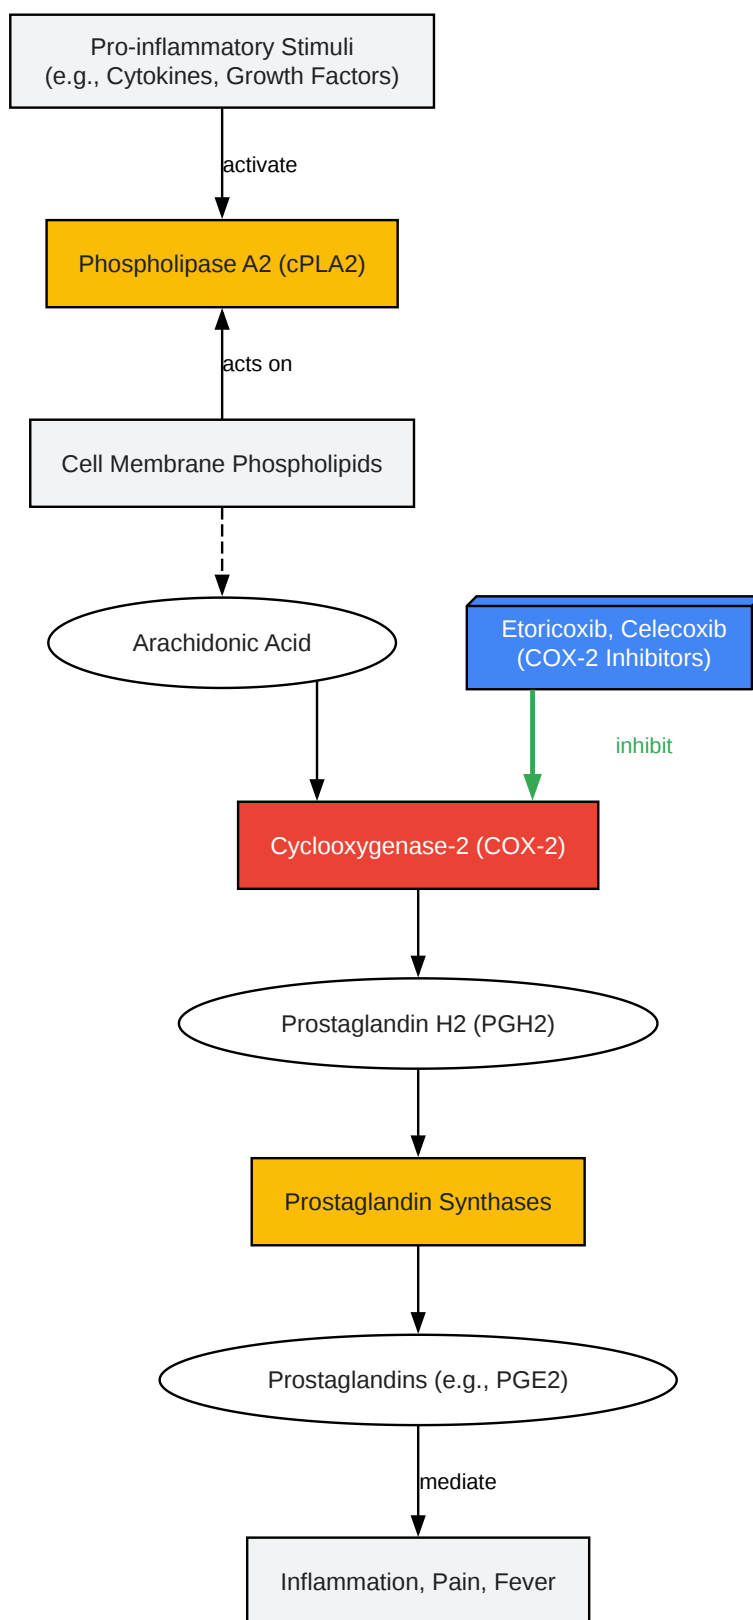 Pro-inflammatory Stimuli
(e.g., Cytokines, Growth Factors)
activate
Phospholipase A2 (cPLA2)
acts on
Cell Membrane Phospholipids
Arachidonic Acid
Etoricoxib, Celecoxib
(COX-2 Inhibitors)
inhibit
Cyclooxygenase-2 (COX-2)
Prostaglandin H2 (PGH2)
Prostaglandin Synthases
Prostaglandins (e.g., PGE2)
mediate
Inflammation, Pain, Fever